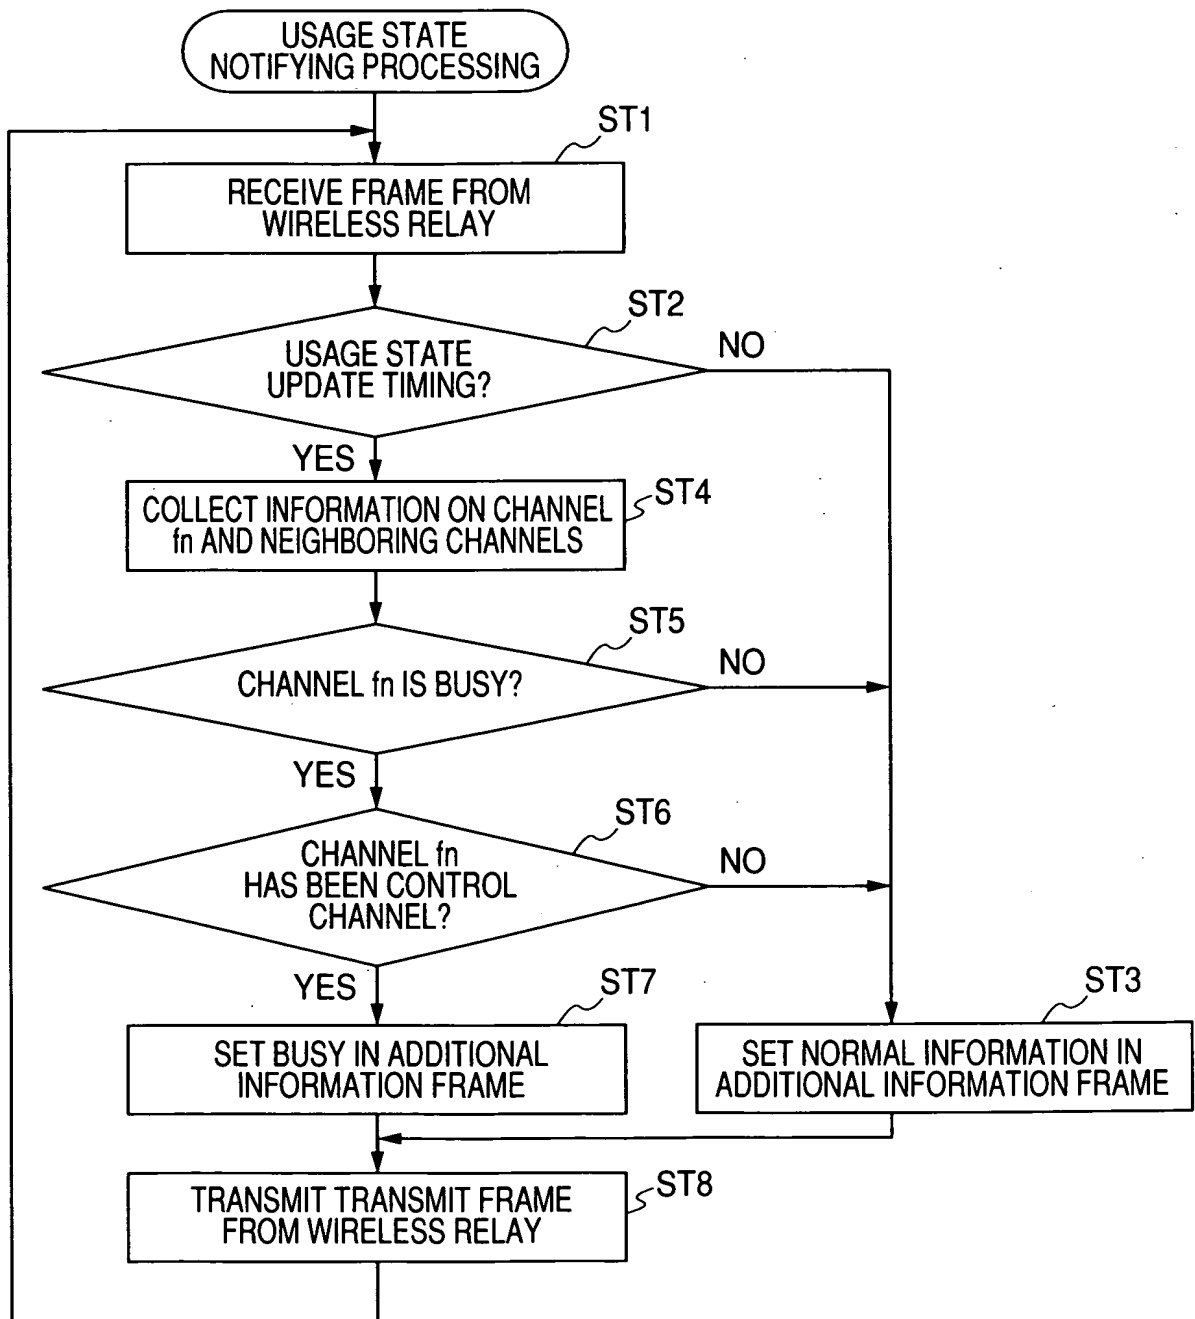 USAGE STATE
NOTIFYING PROCESSING
ST1
RECEIVE FRAME FROM
WIRELESS RELAY
ST2
USAGE STATE
UPDATE TIMING?
NO
YES
ST4
COLLECT INFORMATION ON CHANNEL
fn AND NEIGHBORING CHANNELS
ST5
CHANNEL fn IS BUSY?
NO
YES
ST6
CHANNEL fn
HAS BEEN CONTROL
CHANNEL?
NO
YES
ST7
SET BUSY IN ADDITIONAL
INFORMATION FRAME
ST3
SET NORMAL INFORMATION IN
ADDITIONAL INFORMATION FRAME
ST8
TRANSMIT TRANSMIT FRAME
FROM WIRELESS RELAY